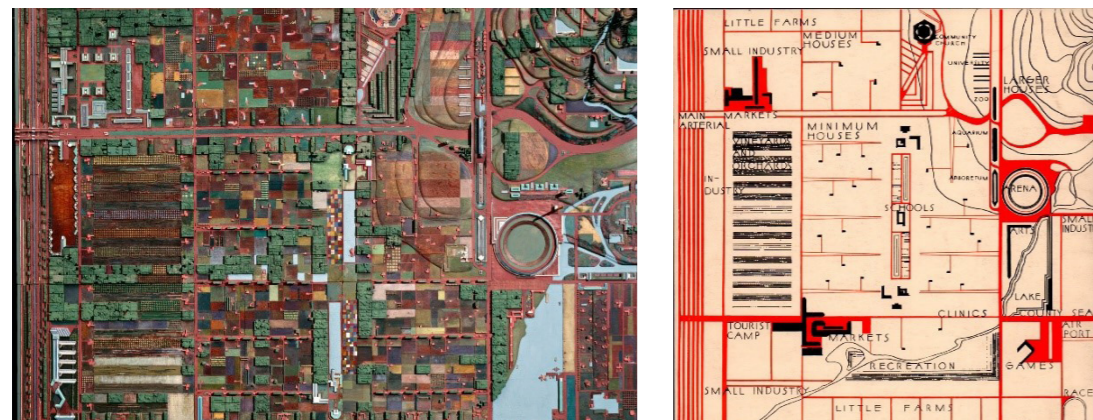 LITTLE FARMS
MEDIUM
HOUSES
SMALL INDUSTRY
COMMUNITY
CHURCH
UNIVERSITY
LARGER
HOUSES
ZOO
MAIN
ARTERIAL
MARKETS
MINIMUM
HOUSES
VINEYARDS
AND
ORCHARDS
AQUARIUM
IN-
DUSTRY
ARBORETUM
ARENA
SCHOOLS
SMALL
INDUST
ARTS
LAKE
CLINICS
COUNTY SEA
TOURIST
CAMP
MARKETS
AIR
PORT
RECREATION
GAMES
SMALL INDUSTRY
RACE
LITTLE FARMS